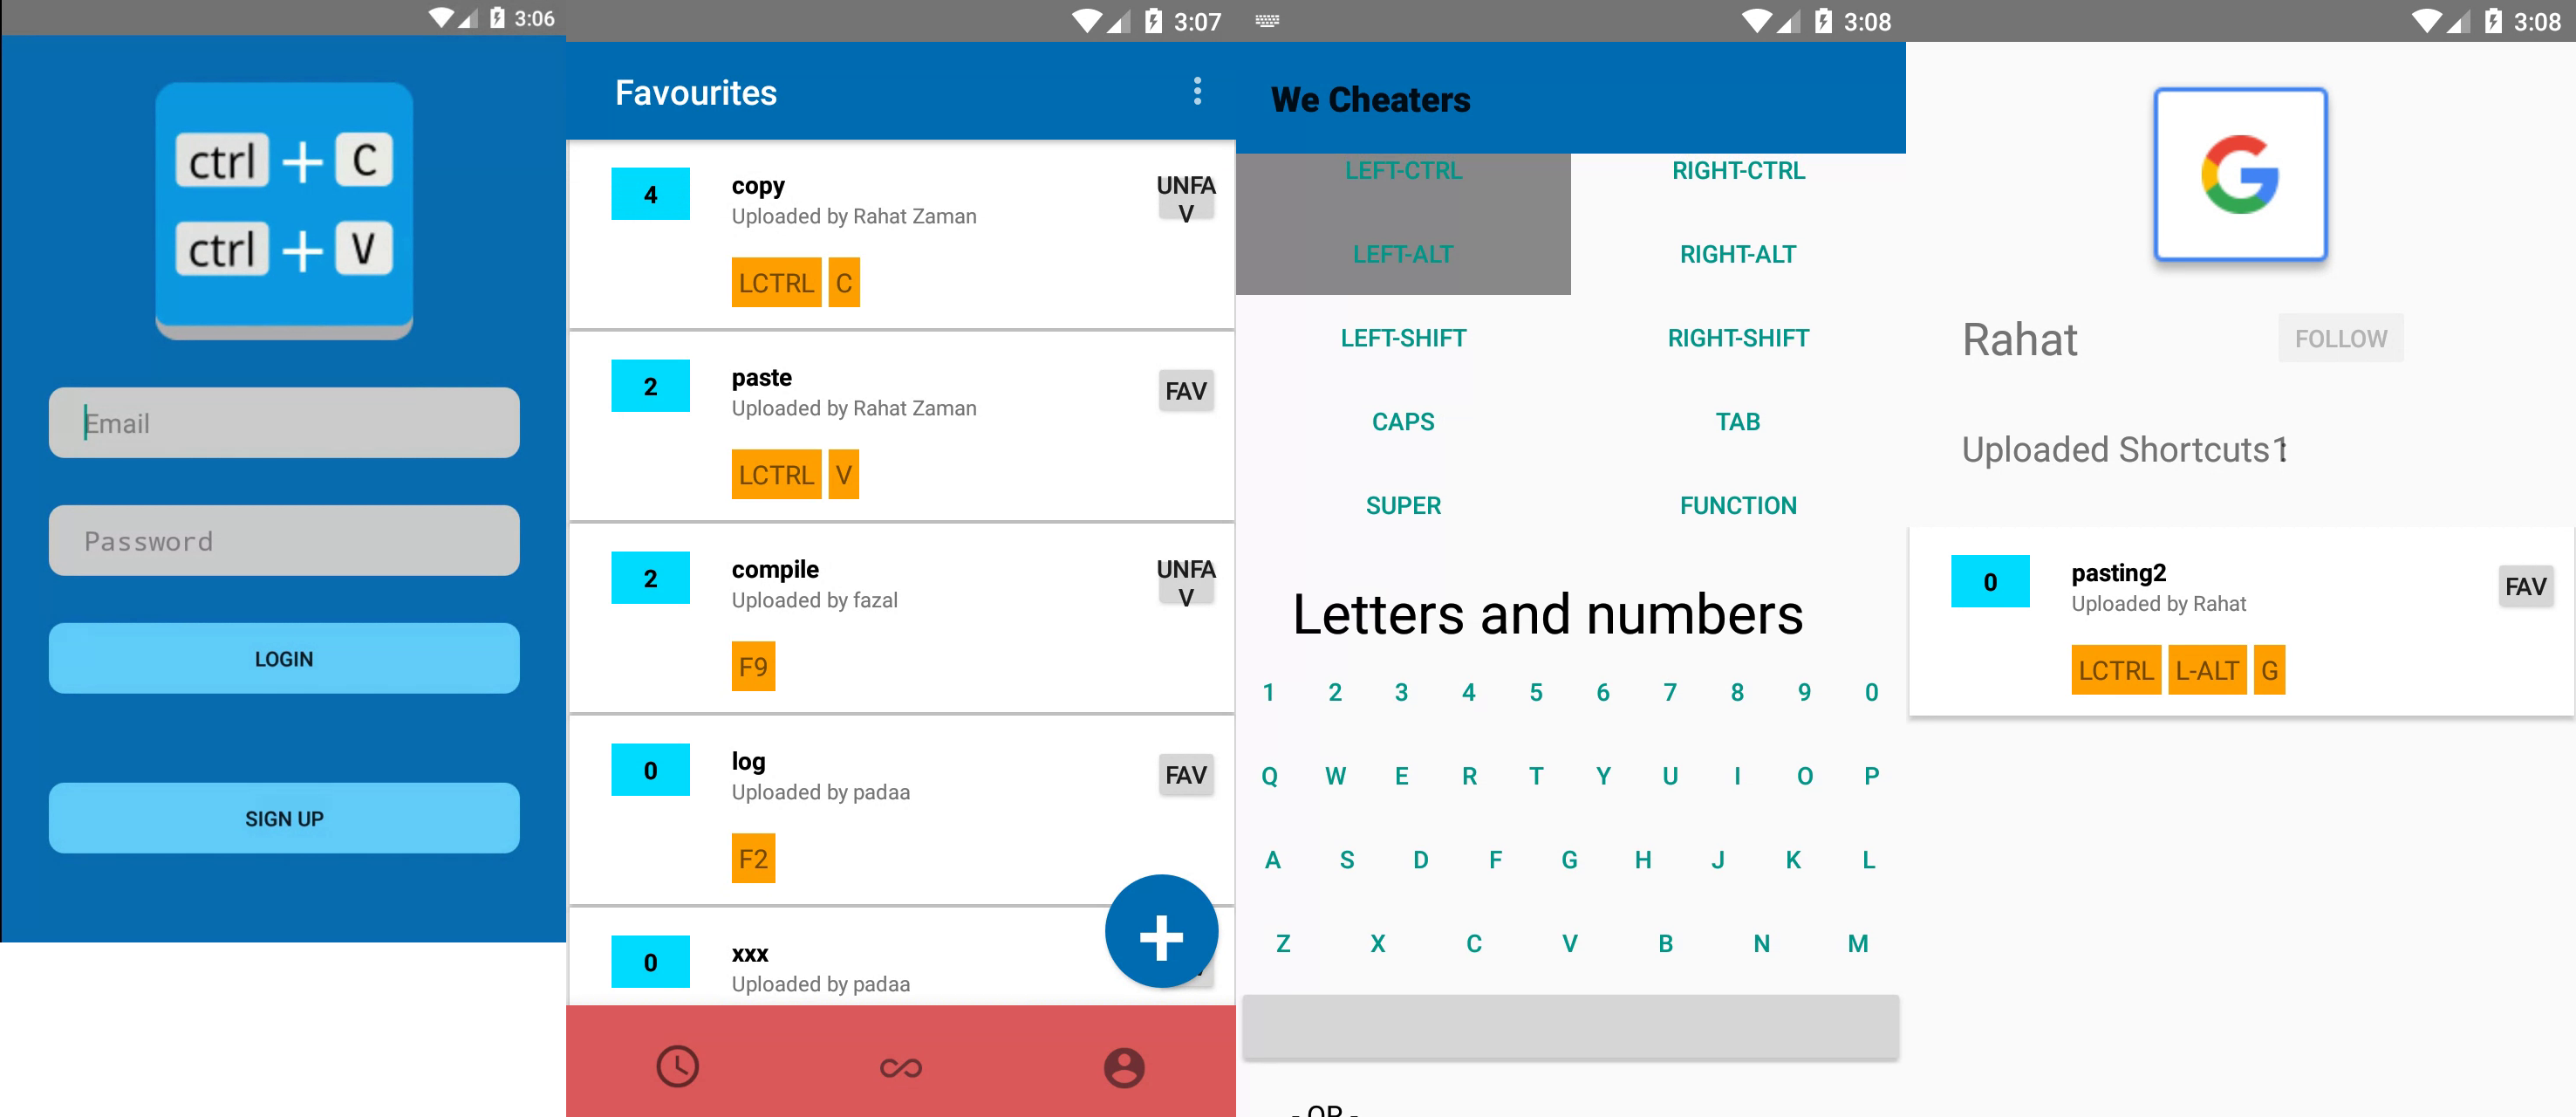 3:06
ctrl + C
ctrl + V
Email
Password
LOGIN
SIGN UP
3:07
Favourites
4
copy
UNFA
V
Uploaded by Rahat Zaman
LCTRL C
2
paste
FAV
Uploaded by Rahat Zaman
LCTRL V
2
compile
UNFA
V
Uploaded by fazal
F9
0
log
FAV
Uploaded by padaa
F2
0
xxx
Uploaded by padaa
+
3:08
We Cheaters
LEFT-CTRL RIGHT-CTRL
LEFT-ALT RIGHT-ALT
LEFT-SHIFT RIGHT-SHIFT
CAPS TAB
SUPER FUNCTION
Letters and numbers
1 2 3 4 5 6 7 8 9 0
Q W E R T Y U I O P
A S D F G H J K L
Z X C V B N M
- OR -
3:08
G
Rahat FOLLOW
Uploaded Shortcuts1
0
pasting2
FAV
Uploaded by Rahat
LCTRL L-ALT G